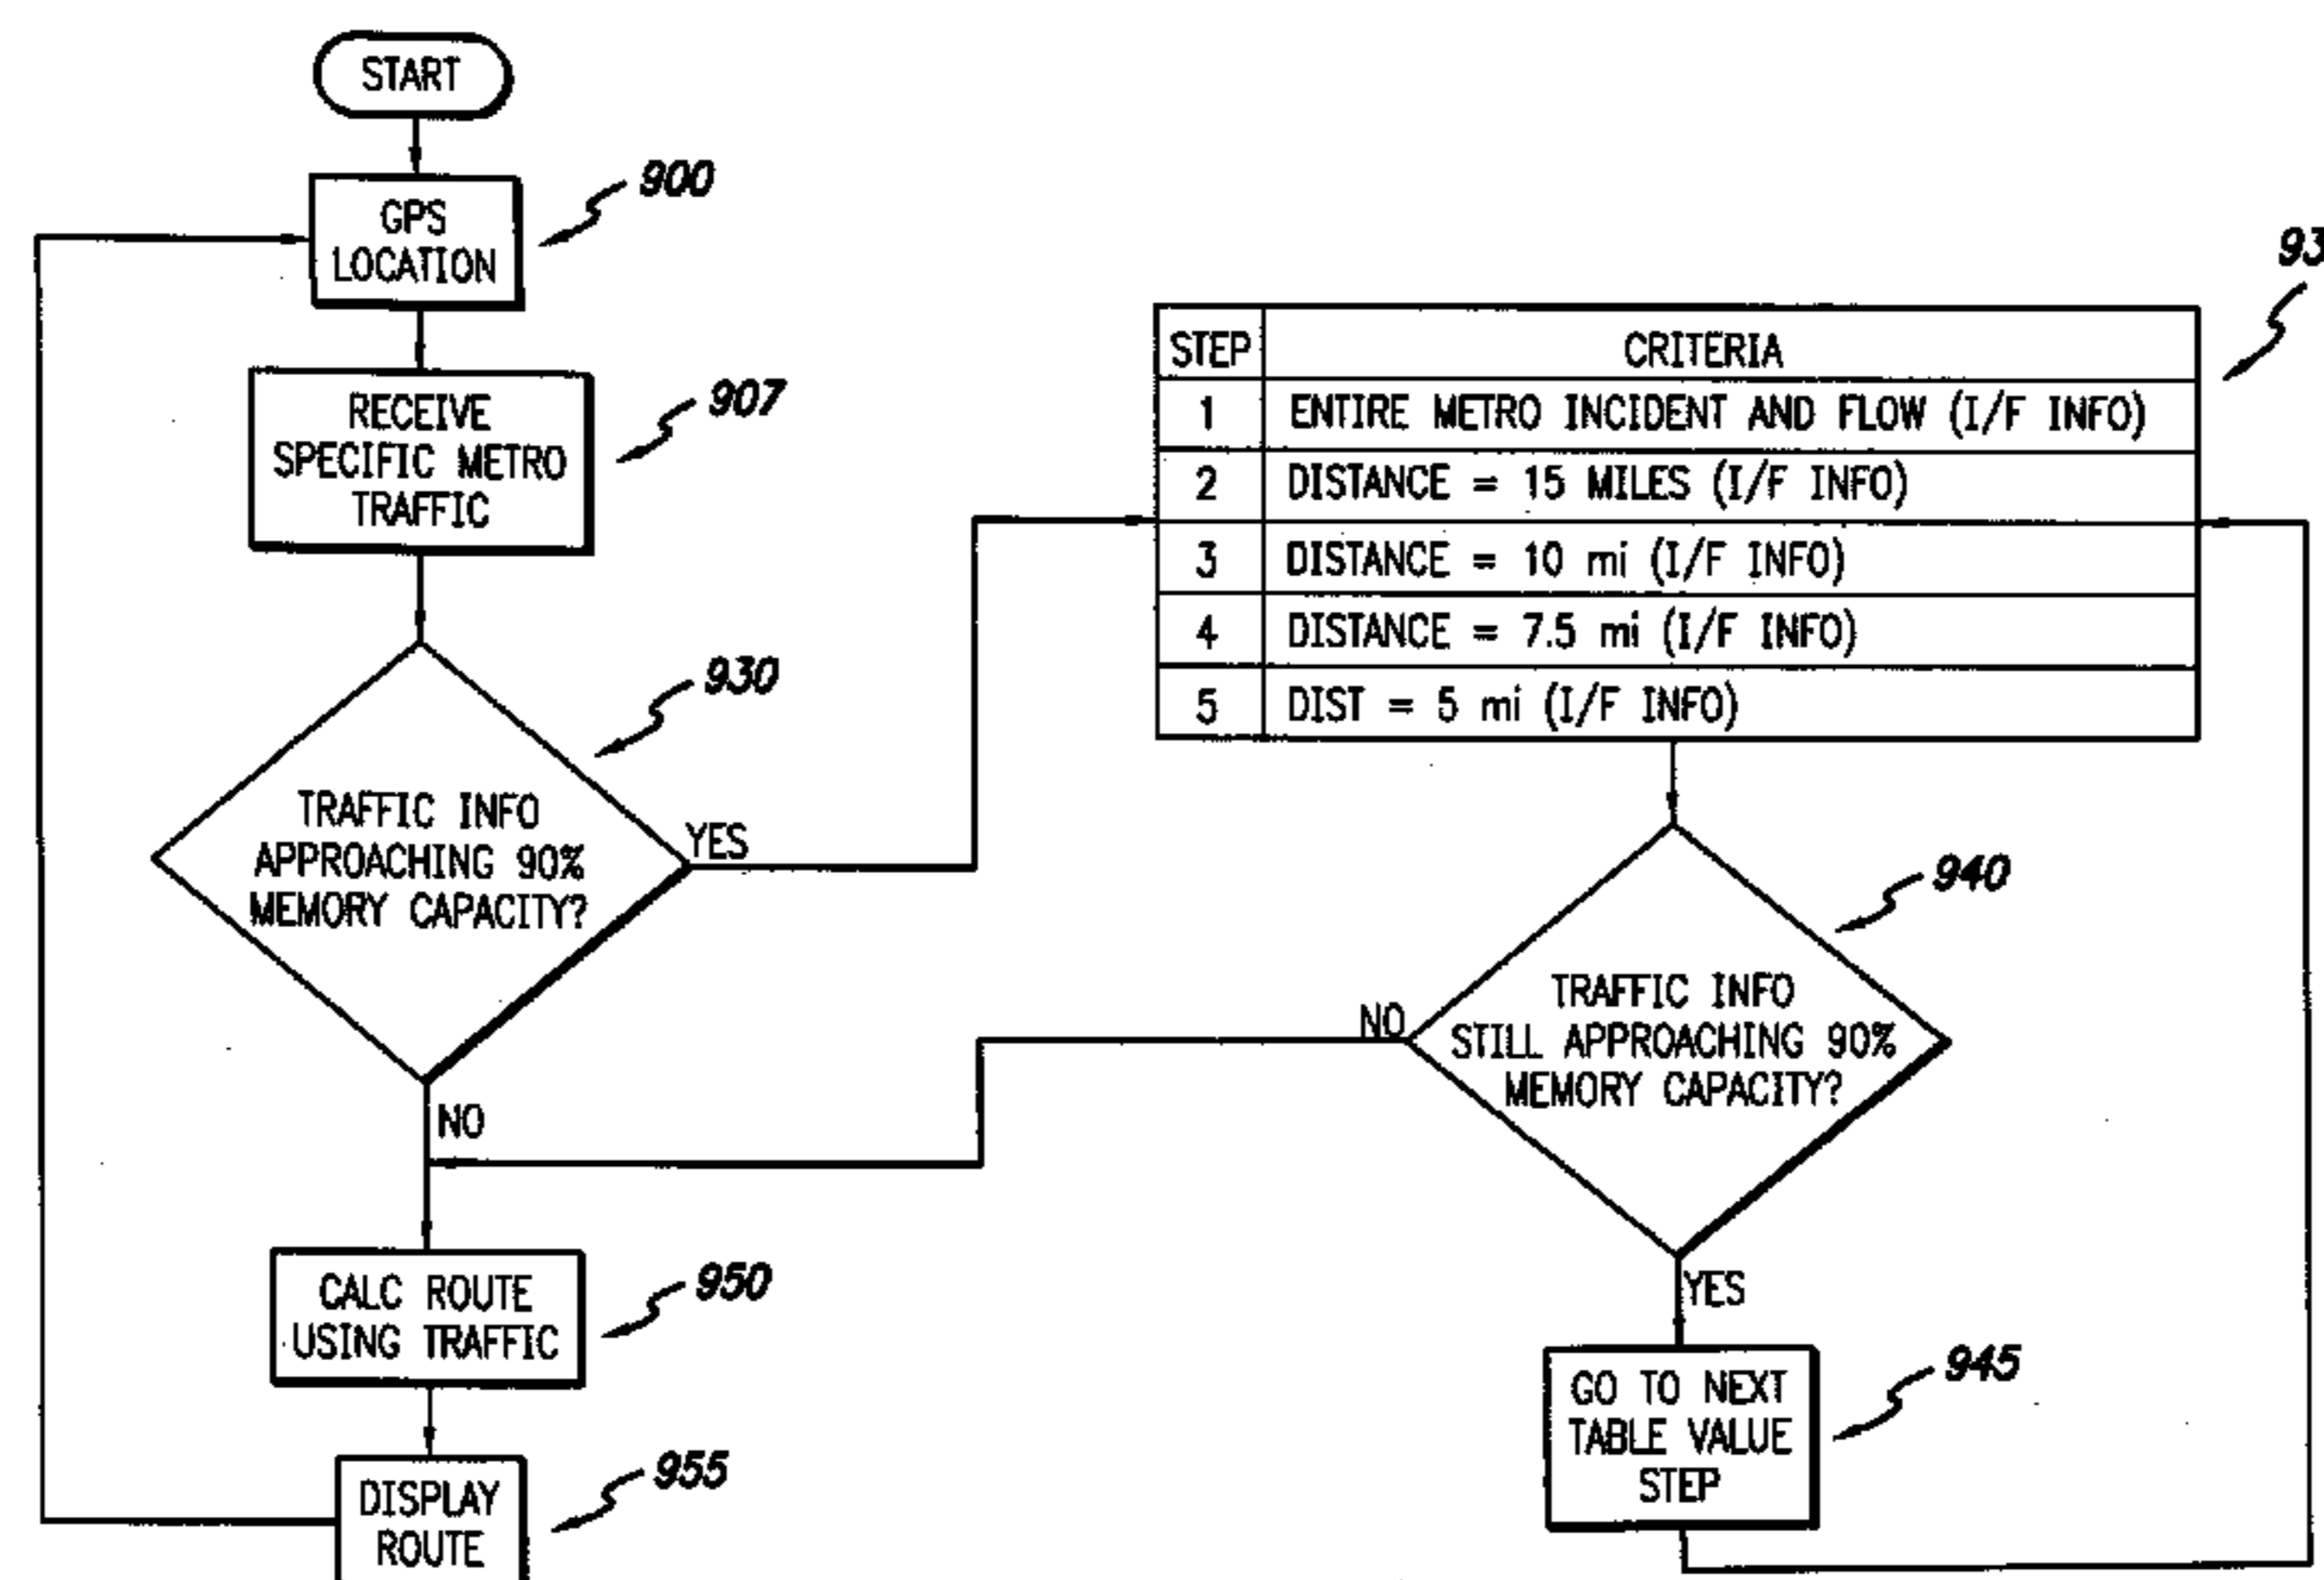 START
GPS
LOCATION
900
RECEIVE
SPECIFIC METRO
TRAFFIC
907
TRAFFIC INFO
APPROACHING 90%
MEMORY CAPACITY?
930
YES
NO
STEP CRITERIA
1 ENTIRE METRO INCIDENT AND FLOW (I/F INFO)
2 DISTANCE = 15 MILES (I/F INFO)
3 DISTANCE = 10 mi (I/F INFO)
4 DISTANCE = 7.5 mi (I/F INFO)
5 DIST = 5 mi (I/F INFO)
TRAFFIC INFO
STILL APPROACHING 90%
MEMORY CAPACITY?
940
NO
YES
GO TO NEXT
TABLE VALUE
STEP
945
CALC ROUTE
USING TRAFFIC
950
DISPLAY
ROUTE
955